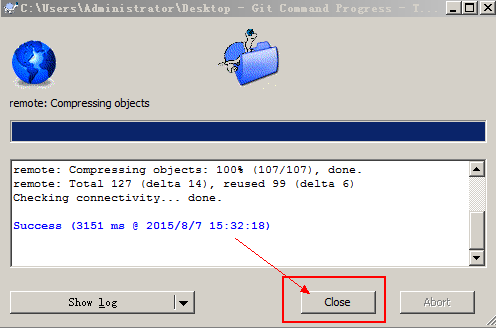 C:\Users\Administrator\Desktop - Git Command Progress - T...
remote: Compressing objects
remote: Compressing objects: 100% (107/107), done.
remote: Total 127 (delta 14), reused 99 (delta 6)
Checking connectivity... done.
Success (3151 ms @ 2015/8/7 15:32:18)
Show log
Close
Abort